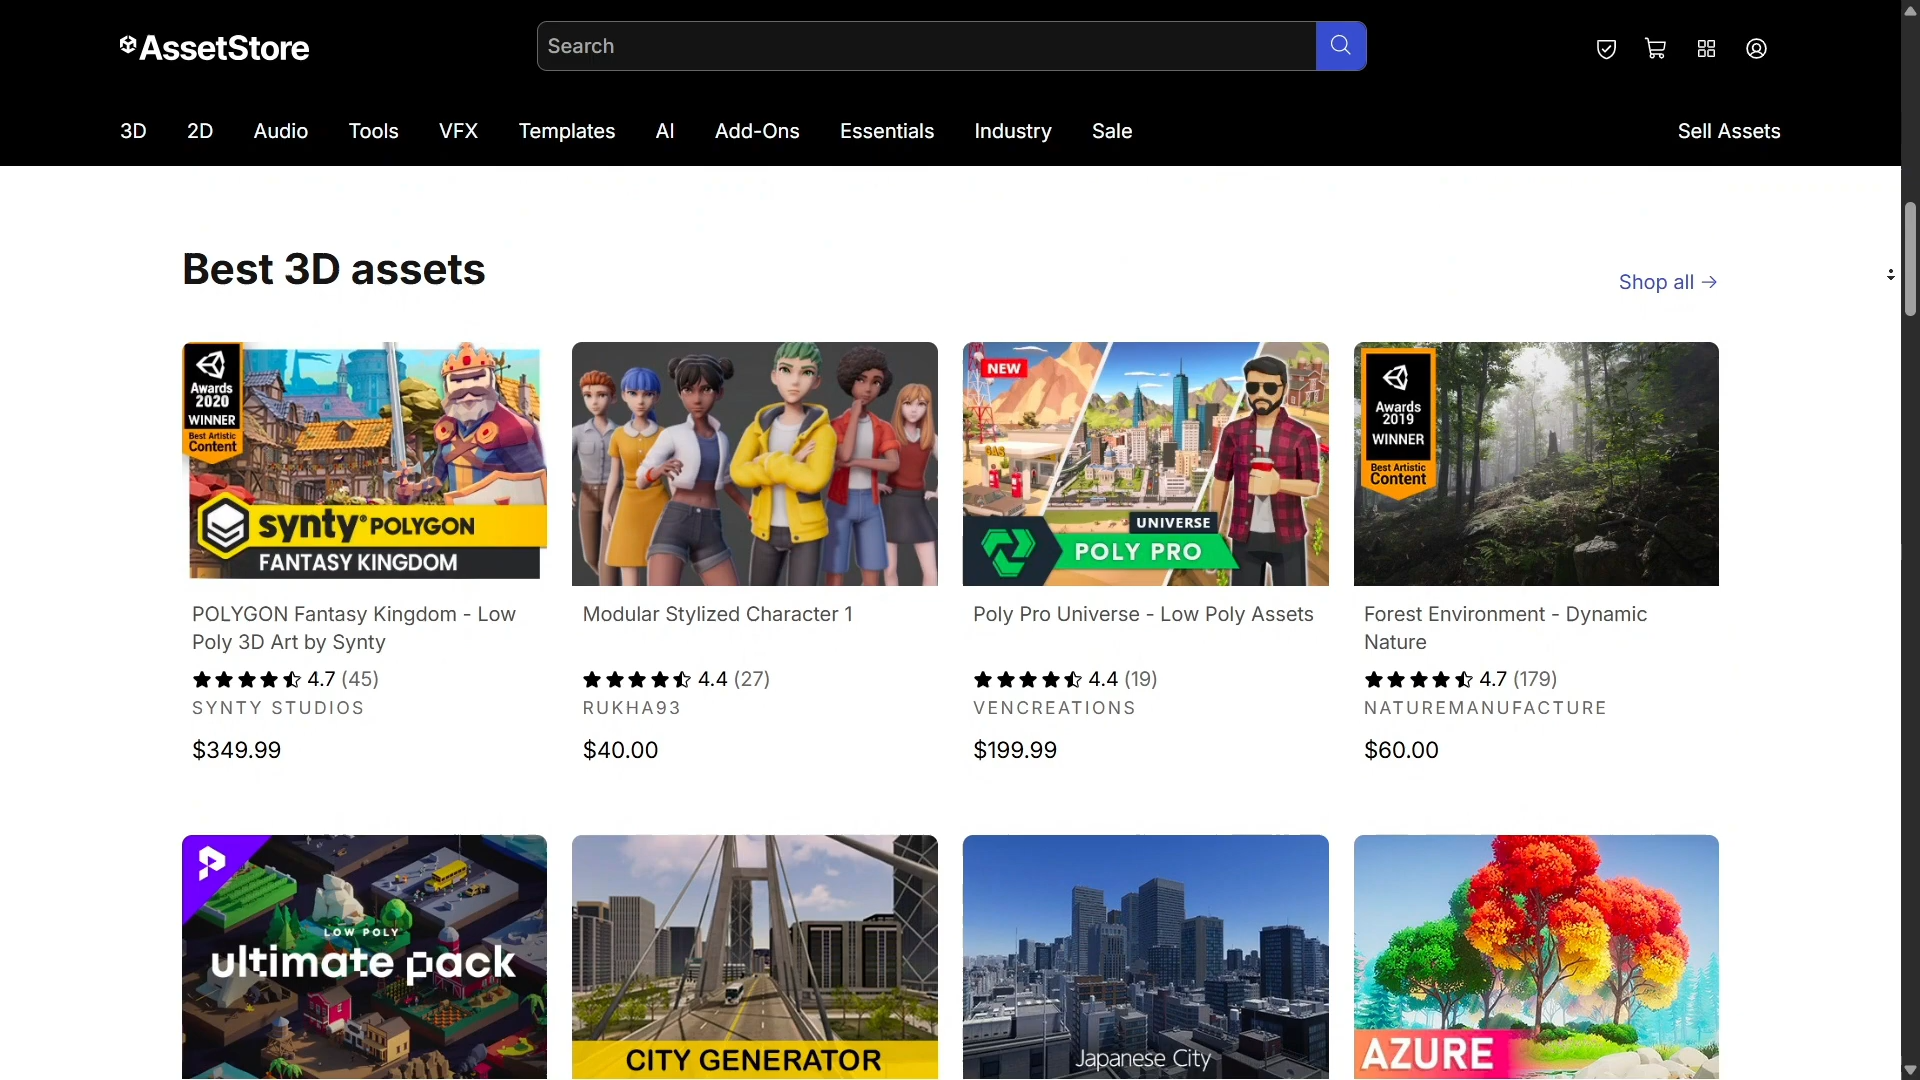 AssetStore
Search
3D
2D
Audio
Tools
VFX
Templates
AI
Add-Ons
Essentials
Industry
Sale
Sell Assets
Best 3D assets
Shop all →
Awards
2020
WINNER
Best Artistic
Content
synty® POLYGON
FANTASY KINGDOM
NEW
GAS
UNIVERSE
POLY PRO
Awards
2019
WINNER
Best Artistic
Content
POLYGON Fantasy Kingdom - Low
Poly 3D Art by Synty
4.7 (45)
SYNTY STUDIOS
$349.99
Modular Stylized Character 1
4.4 (27)
RUKHA93
$40.00
Poly Pro Universe - Low Poly Assets
4.4 (19)
VENCREATIONS
$199.99
Forest Environment - Dynamic
Nature
4.7 (179)
NATUREMANUFACTURE
$60.00
LOW POLY
ultimate pack
CITY GENERATOR
Japanese City
AZURE